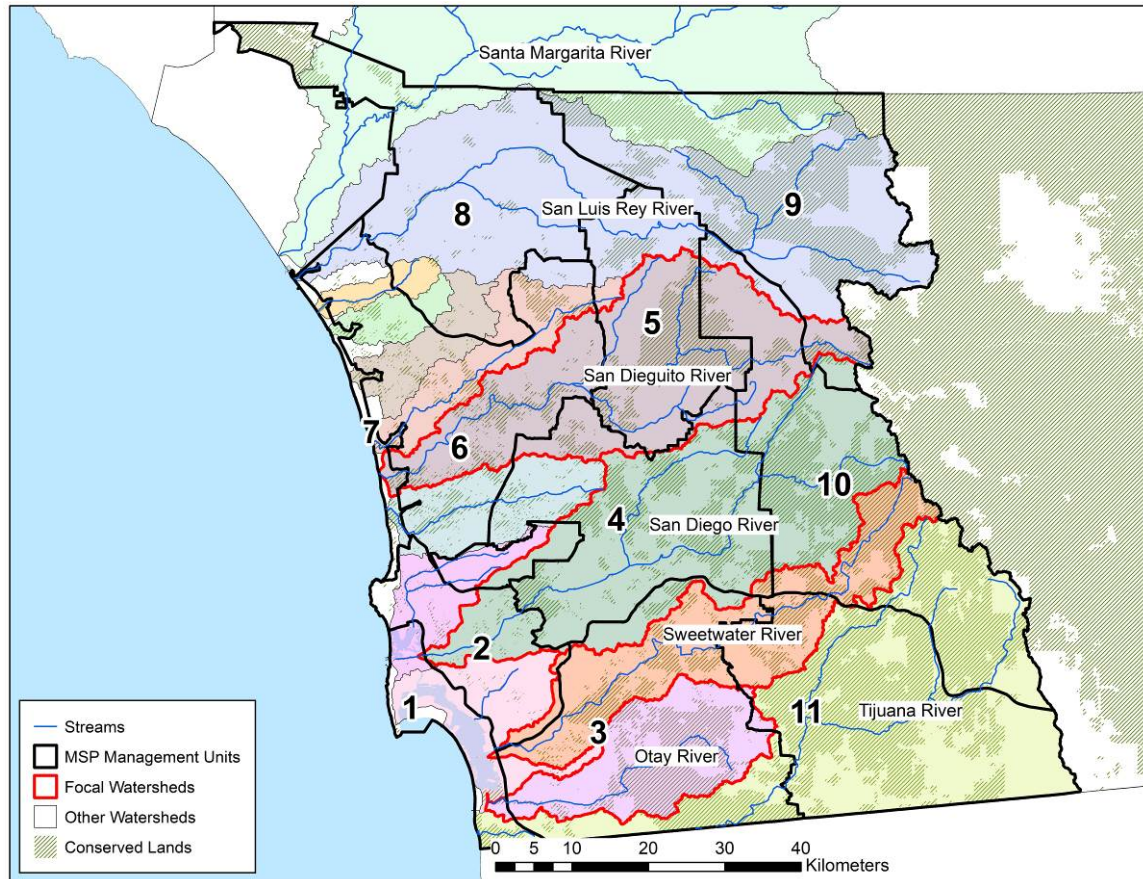 Santa Margarita River
8
9
San Luis Rey River
5
San Dieguito River
7
6
10
4
San Diego River
Sweetwater River
2
1
3
11
Tijuana River
Otay River
Streams
MSP Management Units
Focal Watersheds
Other Watersheds
Conserved Lands
0 5 10 20 30 40
Kilometers